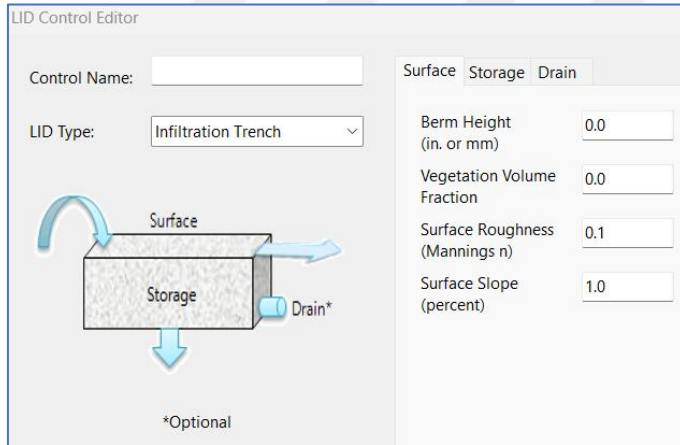 LID Control Editor
Control Name:
LID Type:
Infiltration Trench
Surface
Storage
Drain*
*Optional
Surface Storage Drain
Berm Height
(in. or mm)
0.0
Vegetation Volume
Fraction
0.0
Surface Roughness
(Mannings n)
0.1
Surface Slope
(percent)
1.0